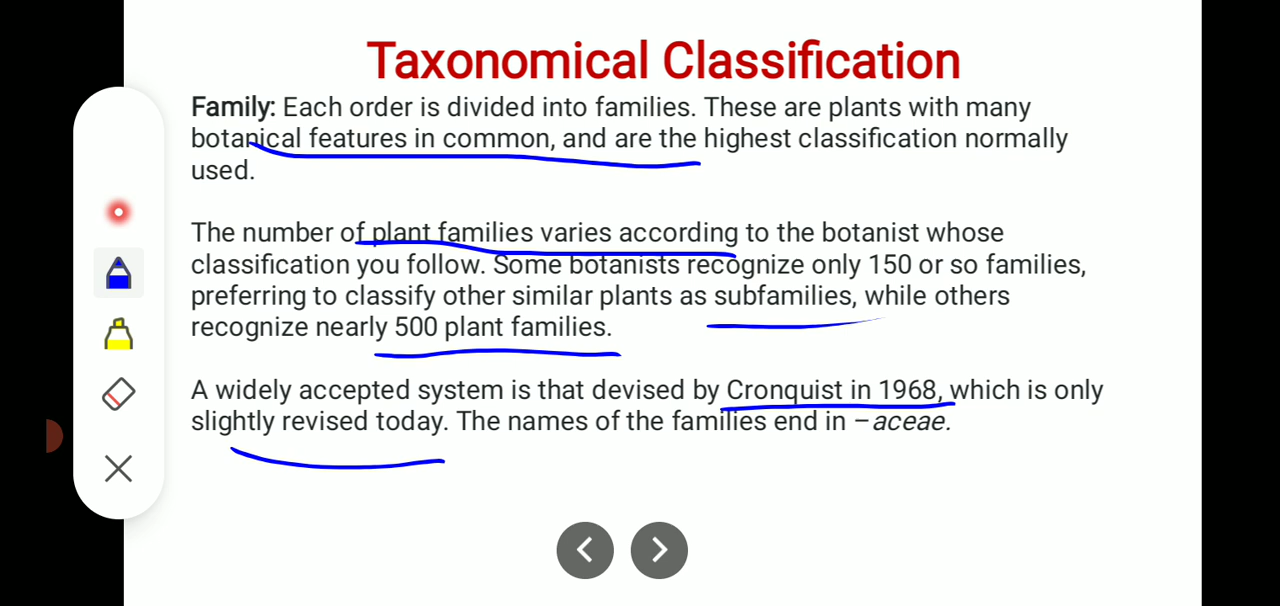 Taxonomical Classification
Family: Each order is divided into families. These are plants with many
botanical features in common, and are the highest classification normally
used.
The number of plant families varies according to the botanist whose
classification you follow. Some botanists recognize only 150 or so families,
preferring to classify other similar plants as subfamilies, while others
recognize nearly 500 plant families.
A widely accepted system is that devised by Cronquist in 1968, which is only
slightly revised today. The names of the families end in –aceae.